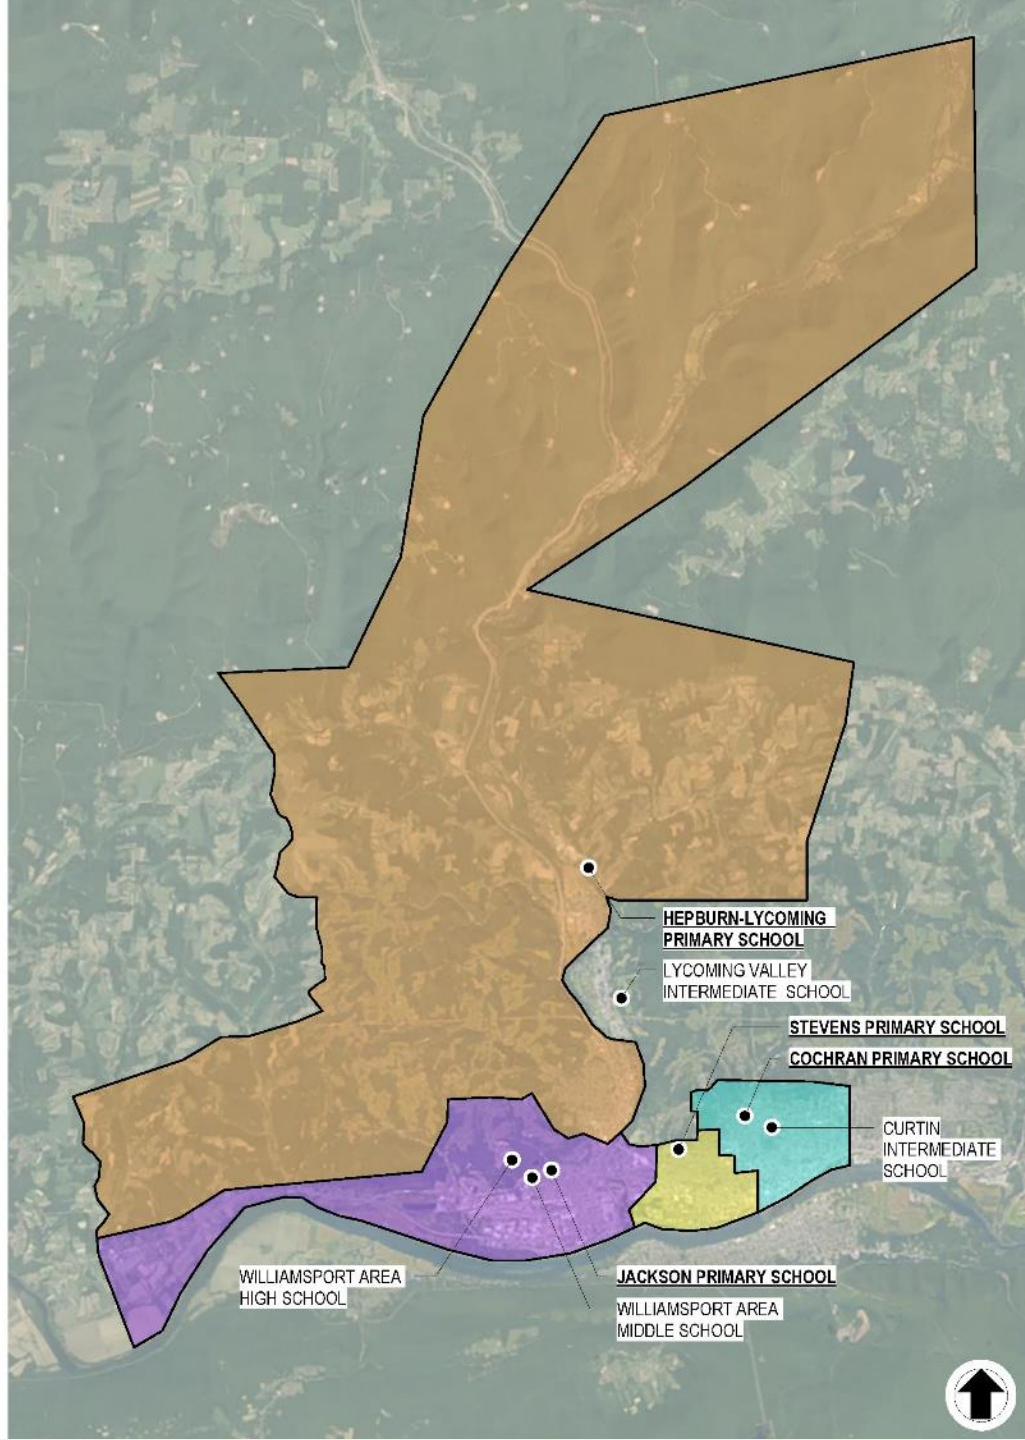 HEPBURN-LYCOMING
PRIMARY SCHOOL
LYCOMING VALLEY
INTERMEDIATE SCHOOL
STEVENS PRIMARY SCHOOL
COCHRAN PRIMARY SCHOOL
CURTIN
INTERMEDIATE
SCHOOL
WILLIAMSPORT AREA
HIGH SCHOOL
JACKSON PRIMARY SCHOOL
WILLIAMSPORT AREA
MIDDLE SCHOOL